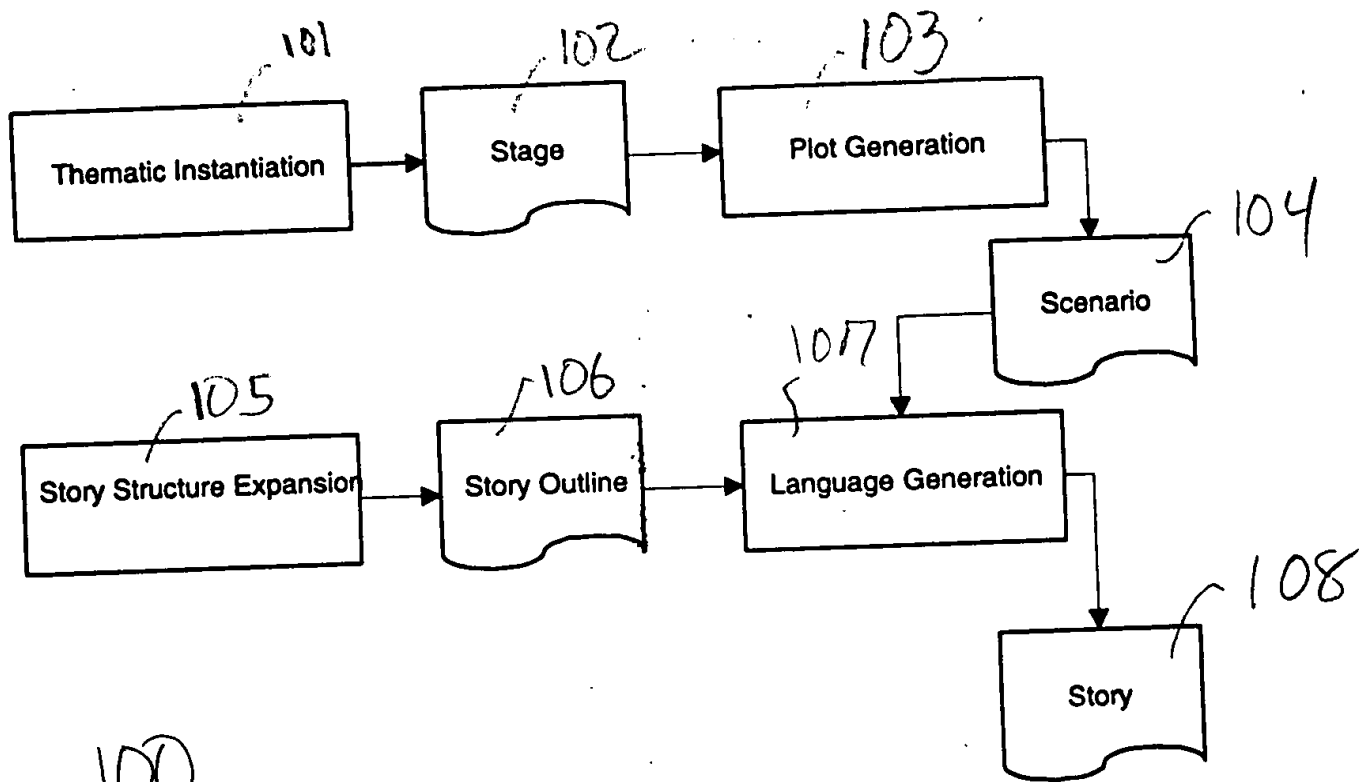 101
102
103
Thematic Instantiation
Stage
Plot Generation
104
Scenario
105
106
107
Story Structure Expansion
Story Outline
Language Generation
108
Story
100